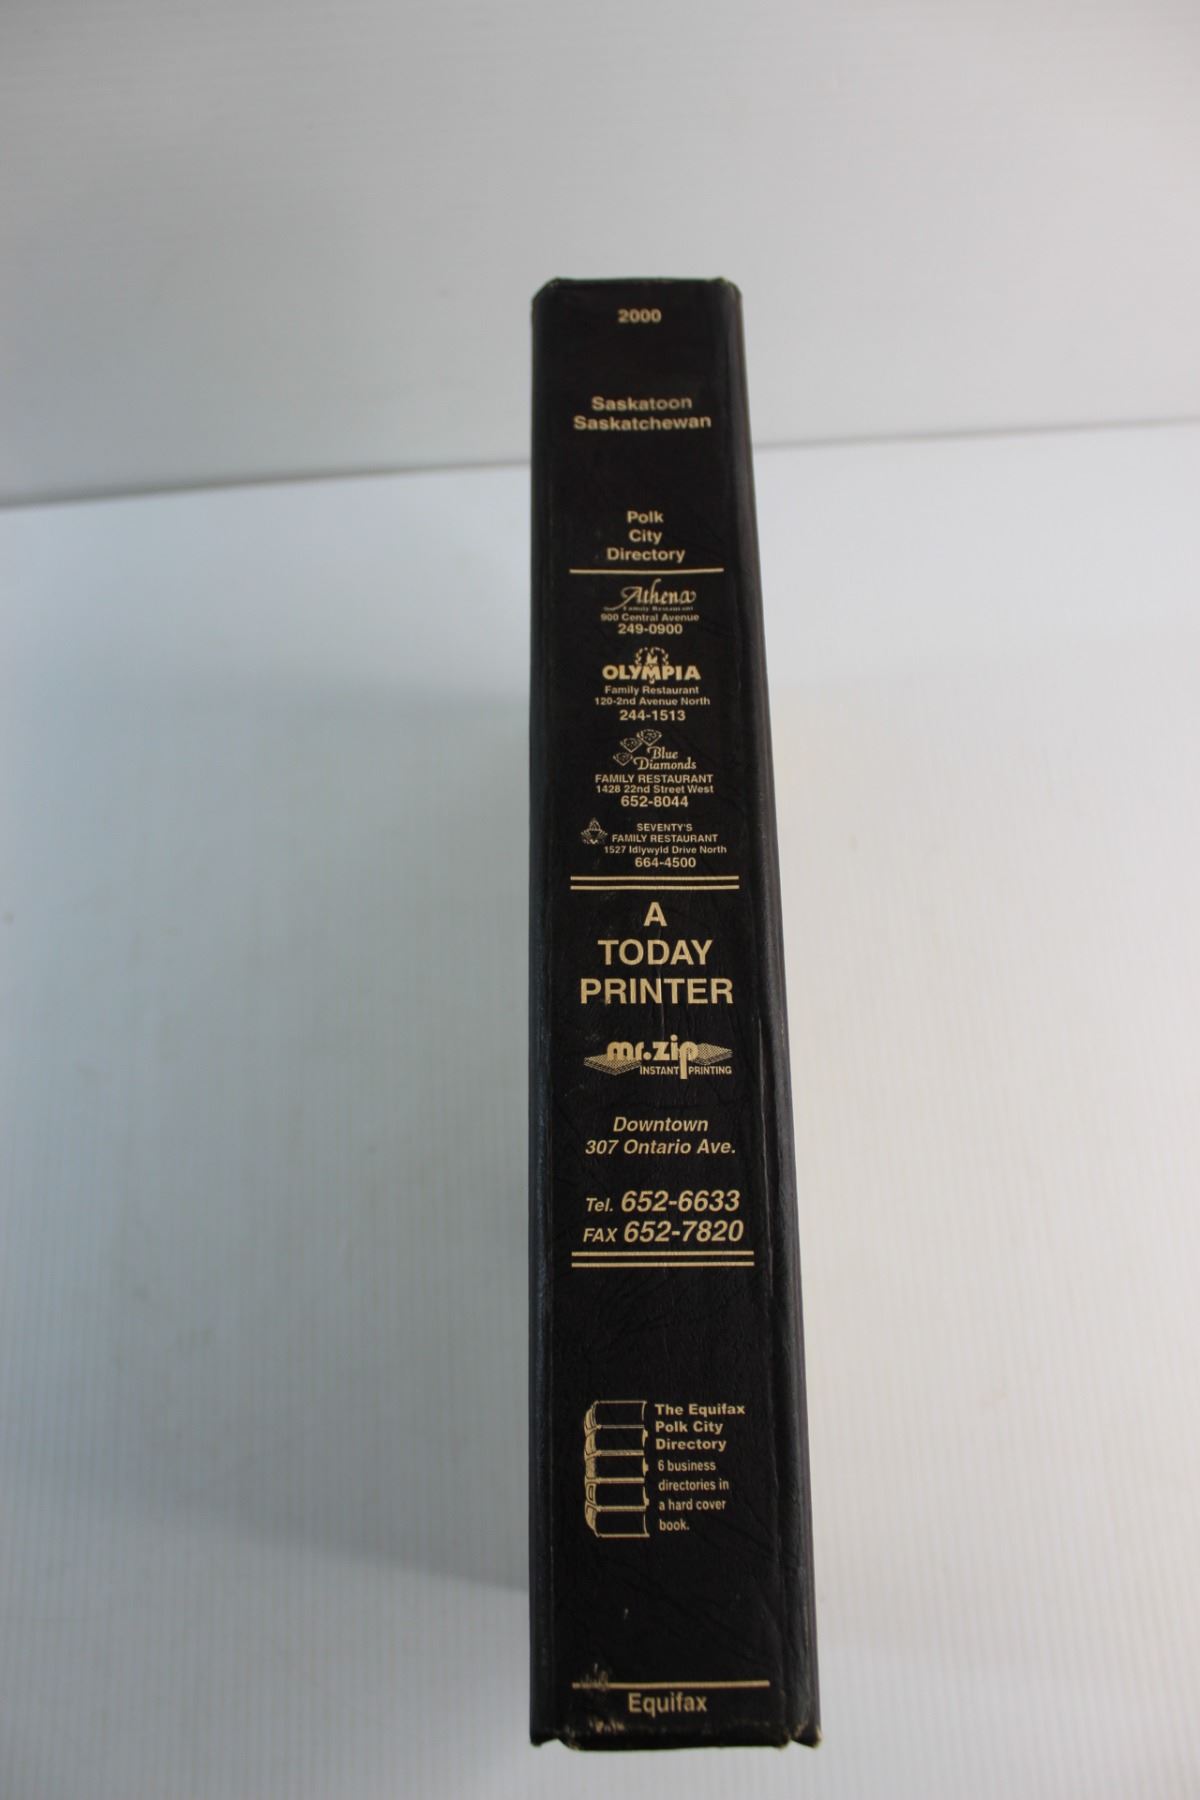 2000
Saskatoon
Saskatchewan
Polk
City
Directory
Athena
Family Restaurant
900 Central Avenue
249-0900
OLYMPIA
Family Restaurant
120-2nd Avenue North
244-1513
Blue
Diamonds
FAMILY RESTAURANT
1428 22nd Street West
652-8044
SEVENTY'S
FAMILY RESTAURANT
1527 Idlywyld Drive North
664-4500
A
TODAY
PRINTER
mr.zip
INSTANT PRINTING
Downtown
307 Ontario Ave.
Tel. 652-6633
FAX 652-7820
The Equifax
Polk City
Directory
6 business
directories in
a hard cover
book.
Equifax